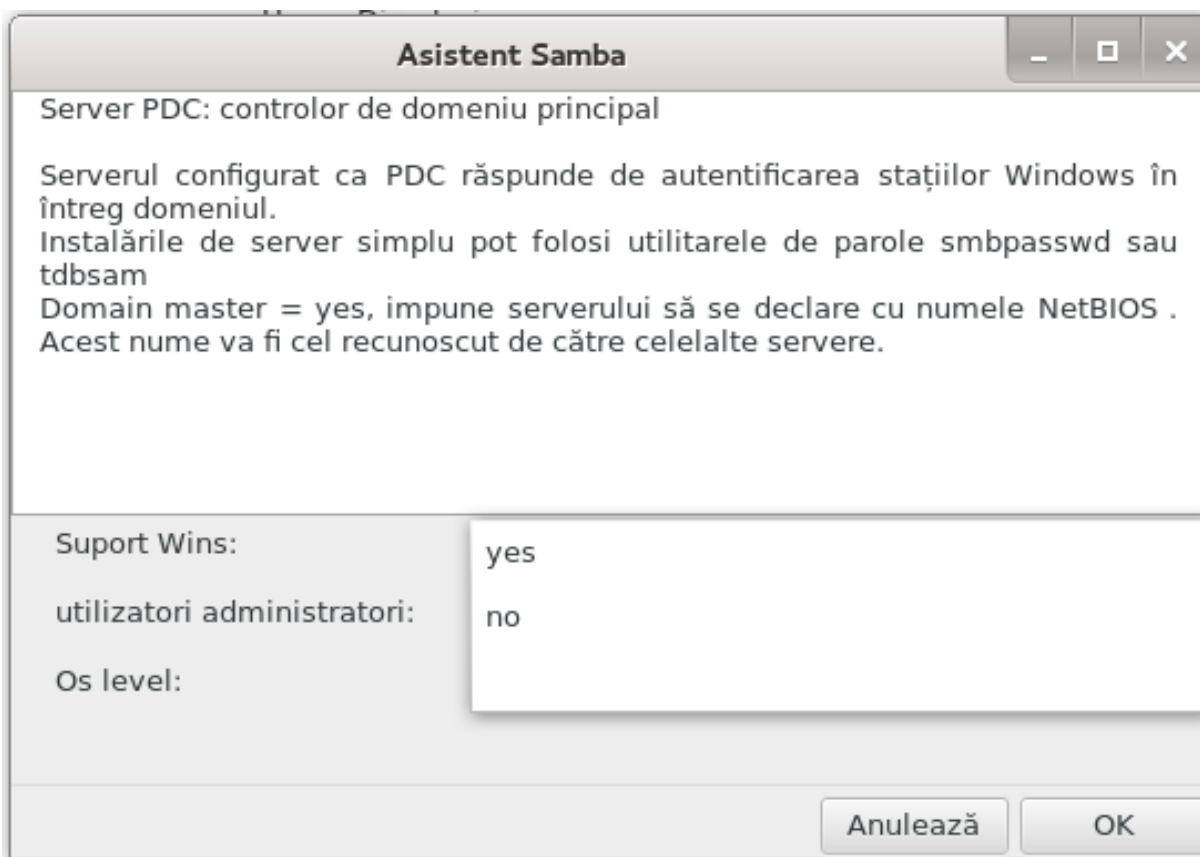 Asistent Samba
Server PDC: controlor de domeniu principal
Serverul configurat ca PDC răspunde de autentificarea stațiilor Windows în
întreg domeniul.
Instalările de server simplu pot folosi utilitarele de parole smbpasswd sau
tdbsam
Domain master = yes, impune serverului să se declare cu numele NetBIOS .
Acest nume va fi cel recunoscut de către celelalte servere.
Suport Wins:
yes
utilizatori administratori:
no
Os level:
Anulează OK